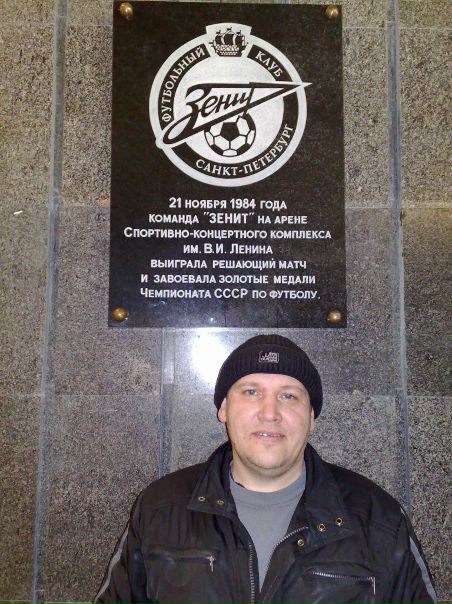 ФУТБОЛЬНЫЙ КЛУБ
Зенит
САНКТ-ПЕТЕРБУРГ
21 НОЯБРЯ 1984 ГОДА
КОМАНДА "ЗЕНИТ" НА АРЕНЕ
СПОРТИВНО-КОНЦЕРТНОГО КОМПЛЕКСА
ИМ. В.И. ЛЕНИНА
ВЫИГРАЛА РЕШАЮЩИЙ МАТЧ
И ЗАВОЕВАЛА ЗОЛОТЫЕ МЕДАЛИ
ЧЕМПИОНАТА СССР ПО ФУТБОЛУ.